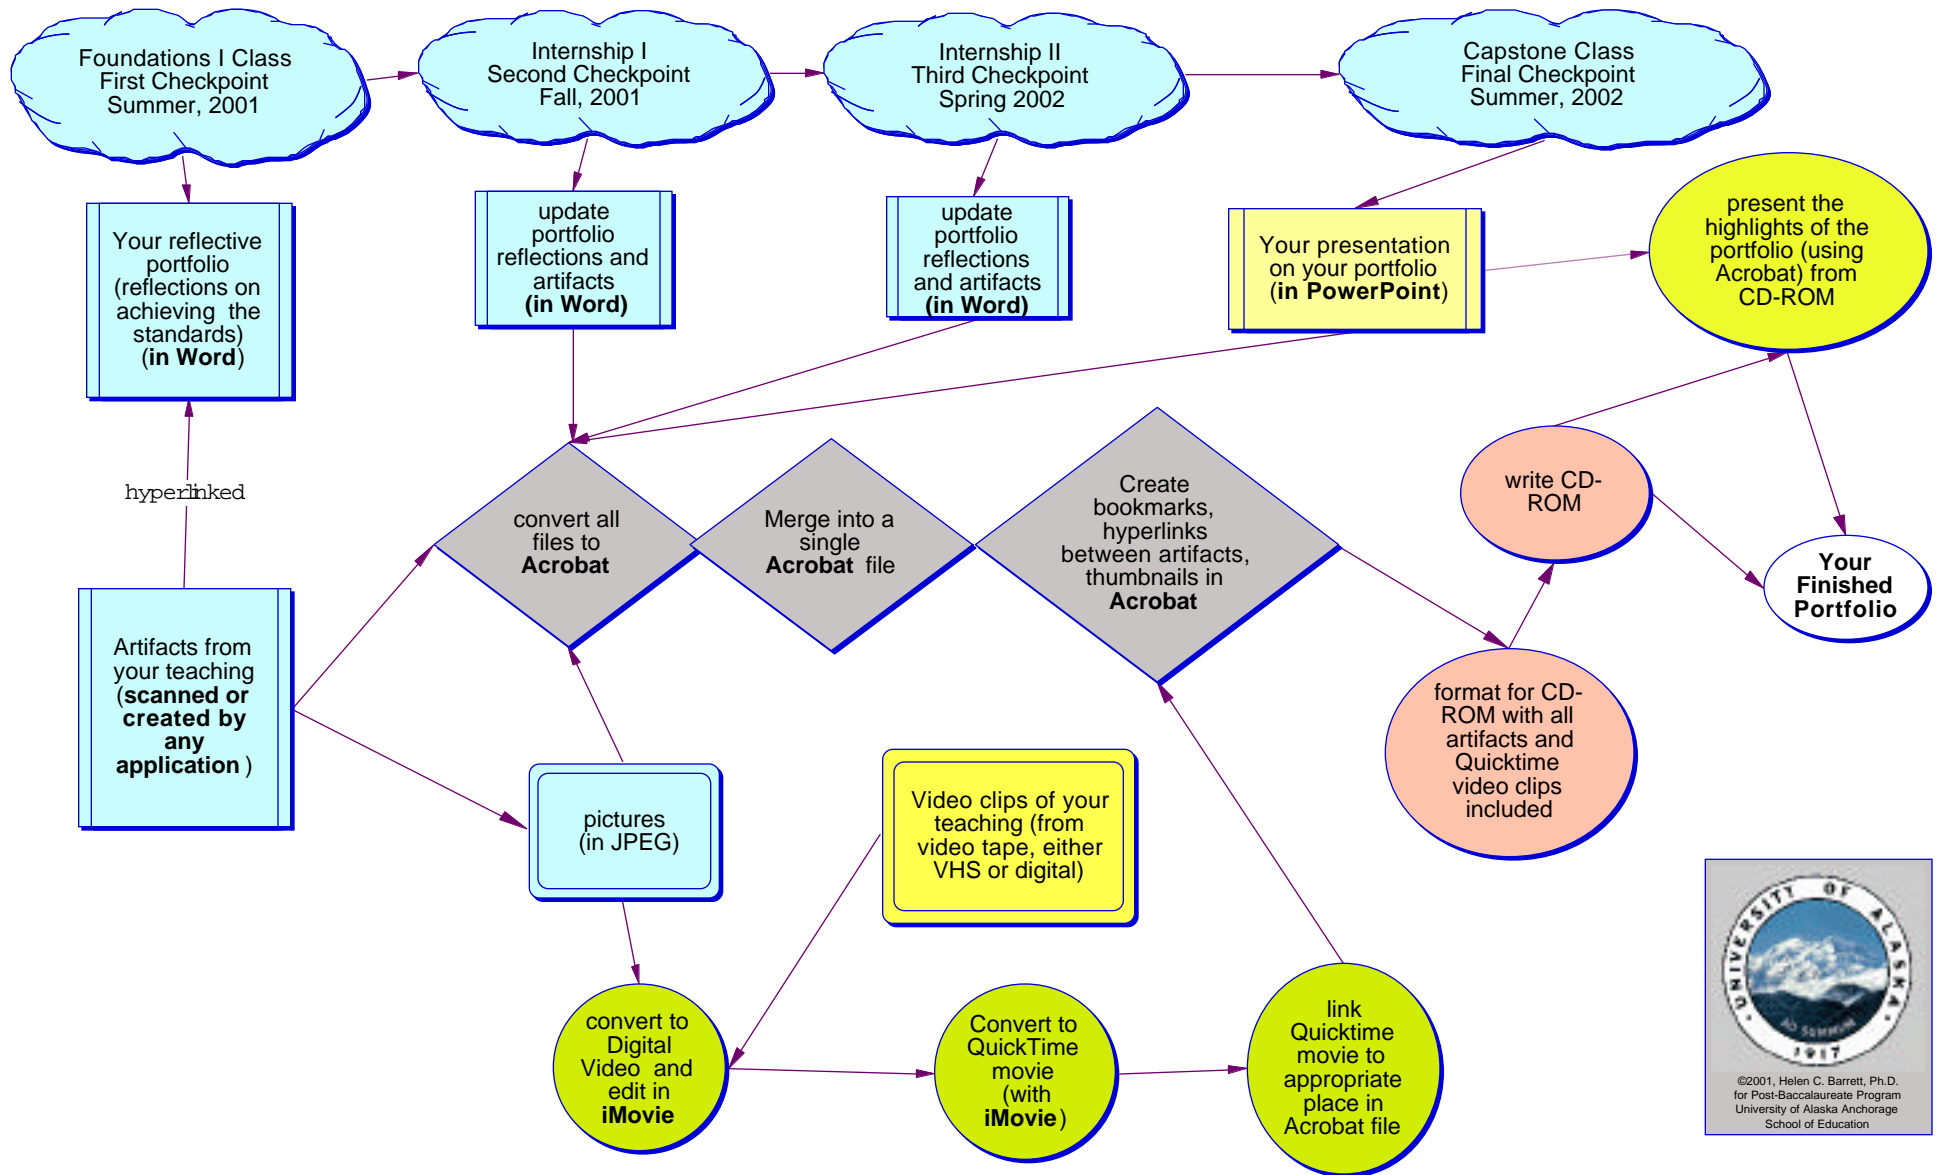 Foundations I Class
First Checkpoint
Summer, 2001
Internship I
Second Checkpoint
Fall, 2001
Internship II
Third Checkpoint
Spring 2002
Capstone Class
Final Checkpoint
Summer, 2002
Your reflective
portfolio
(reflections on
achieving the
standards)
(in Word)
update
portfolio
reflections and
artifacts
(in Word)
update
portfolio
reflections
and artifacts
(in Word)
Your presentation
on your portfolio
(in PowerPoint)
present the
highlights of the
portfolio (using
Acrobat) from
CD-ROM
hyperlinked
convert all
files to
Acrobat
Merge into a
single
Acrobat file
Create
bookmarks,
hyperlinks
between artifacts,
thumbnails in
Acrobat
write CD-
ROM
Your
Finished
Portfolio
Artifacts from
your teaching
(scanned or
created by
any
application)
pictures
(in JPEG)
Video clips of your
teaching (from
video tape, either
VHS or digital)
format for CD-
ROM with all
artifacts and
Quicktime
video clips
included
convert to
Digital
Video and
edit in
iMovie
Convert to
QuickTime
movie
(with
iMovie)
link
Quicktime
movie to
appropriate
place in
Acrobat file
UNIVERSITY OF ALASKA
AD SUMMUM
1917
©2001, Helen C. Barrett, Ph.D.
for Post-Baccalaureate Program
University of Alaska Anchorage
School of Education